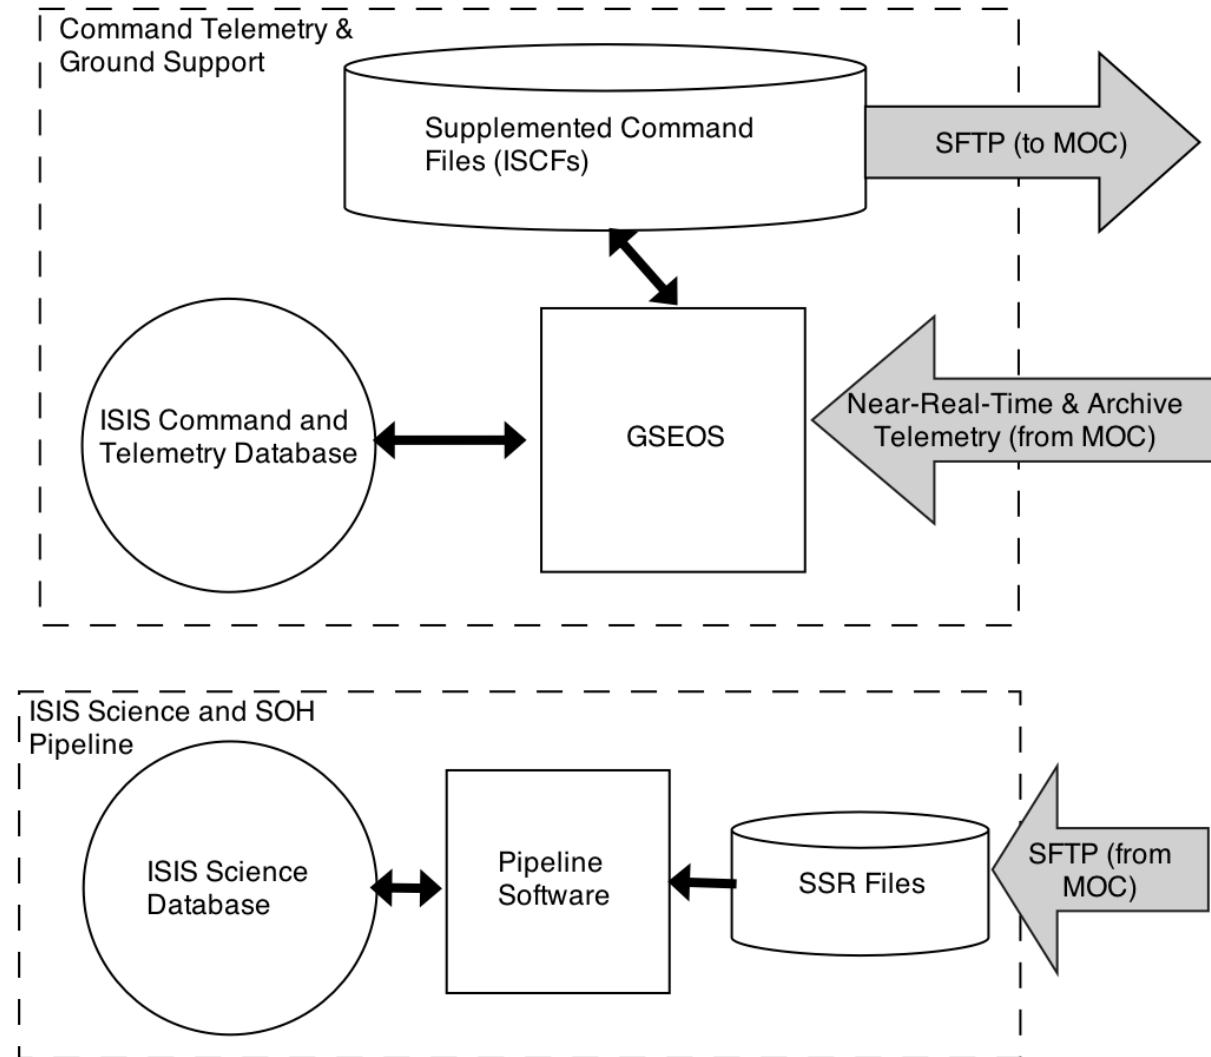 Command Telemetry &
Ground Support
Supplemented Command
Files (ISCFs)
SFTP (to MOC)
ISIS Command and
Telemetry Database
GSEOS
Near-Real-Time & Archive
Telemetry (from MOC)
ISIS Science and SOH
Pipeline
ISIS Science
Database
Pipeline
Software
SSR Files
SFTP (from
MOC)